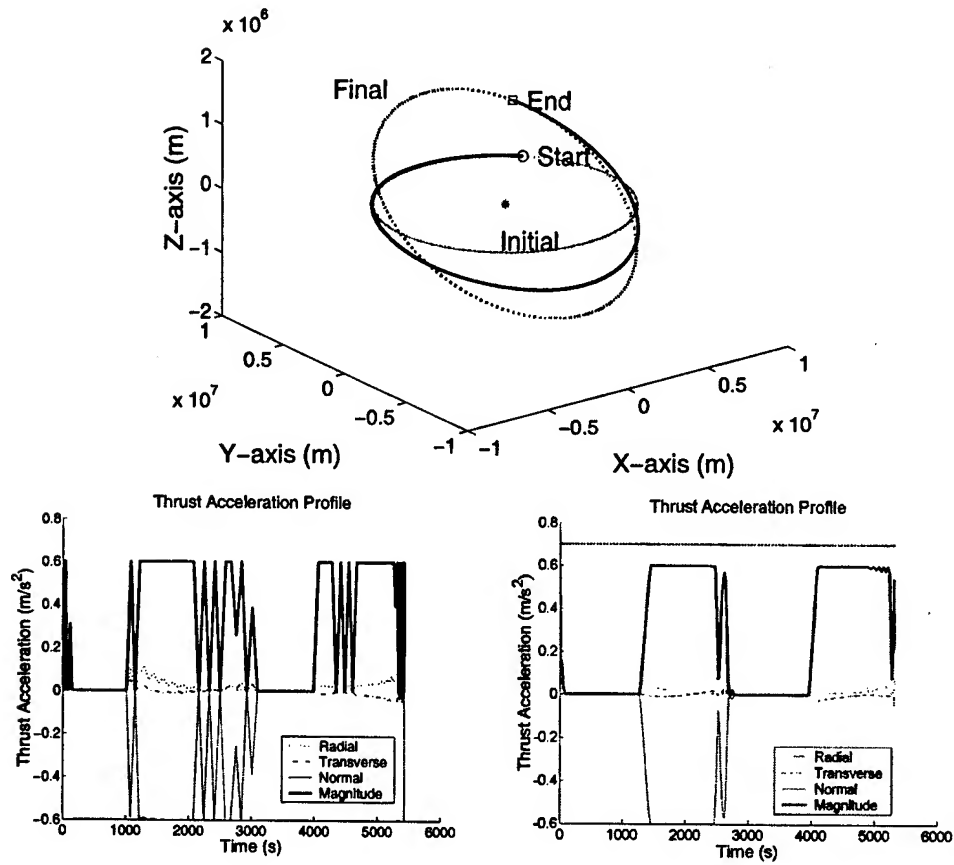 x 10^6
2
1
0
-1
-2
Z-axis (m)
Final
End
Start
Initial
1
0.5
0
-0.5
-1
x 10^7
Y-axis (m)
-1
-0.5
0
0.5
1
x 10^7
X-axis (m)
Thrust Acceleration Profile
0.8
0.6
0.4
0.2
0
-0.2
-0.4
-0.6
Thrust Acceleration (m/s²)
Radial
Transverse
Normal
Magnitude
0 1000 2000 3000 4000 5000 6000
Time (s)
Thrust Acceleration Profile
0.8
0.6
0.4
0.2
0
-0.2
-0.4
-0.6
Thrust Acceleration (m/s²)
Radial
Transverse
Normal
Magnitude
0 1000 2000 3000 4000 5000 6000
Time (s)